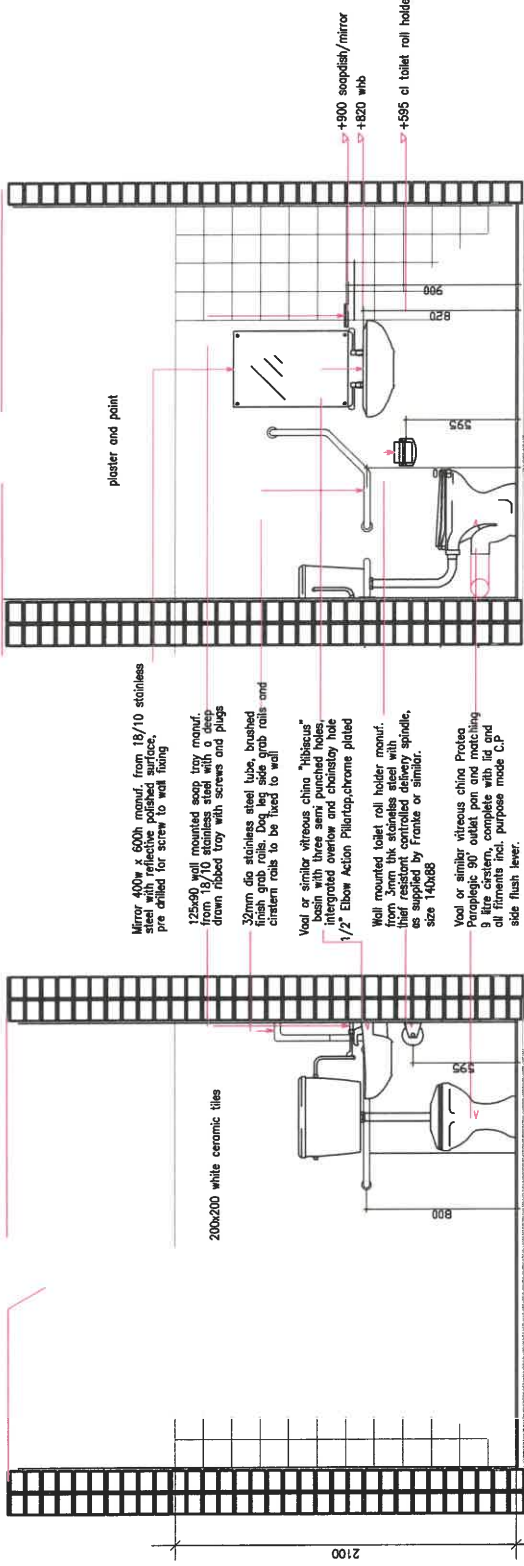 +900 soapdish/mirror
+820 whb
+595 cl toilet roll holder
900
820
595
plaster and paint
Mirror 400w x 600h manuf. from 18/10 stainless
steel with reflective polished surface,
pre drilled for screw to wall fixing
125x90 wall mounted soap tray manuf.
from 18/10 stainless steel with a deep
drawn ribbed tray with screws and plugs
32mm dia stainless steel tube, brushed
finish grab rails. Dog leg side grab rails and
cirstern rails to be fixed to wall
Vaal or similar vitreous china "Hibiscus"
basin with three semi punched holes,
intergrated overlow and chainstay hole
1/2" Elbow Action Pillartap,chrome plated
Wall mounted toilet roll holder manuf.
from 3mm thk staineless steel with
thief resistant controlled delivery spindle,
as supplied by Franke or similar.
size 140x88
Vaal or similar vitreous china Protea
Paraplegic 90' outlet pan and matching
9 litre cirstern, complete with lid and
all fitments incl. purpose made C.P
side flush lever.
200x200 white ceramic tiles
595
800
2100